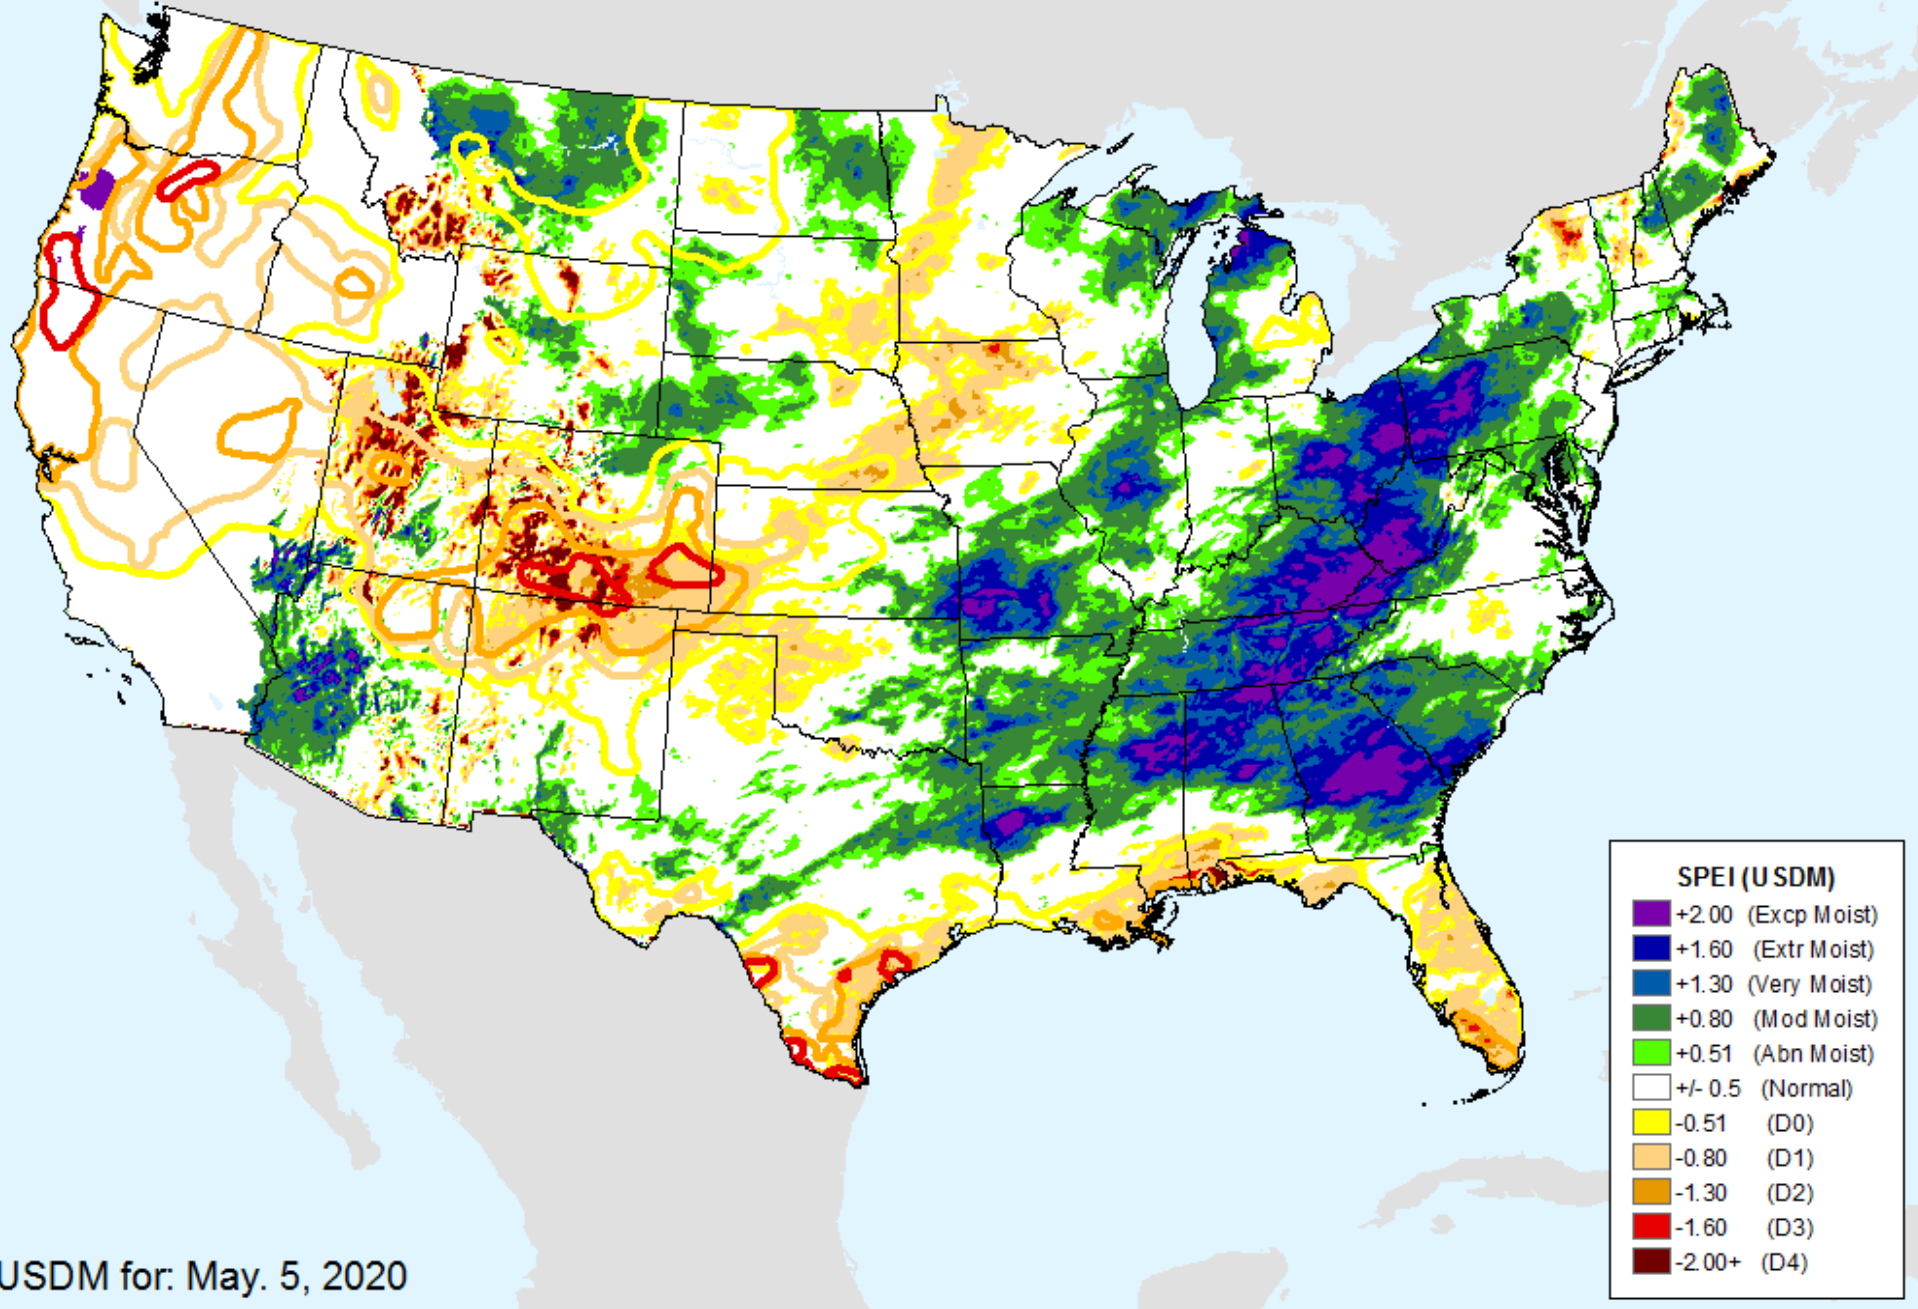 SPEI (USDM)
+2.00 (Excp Moist)
+1.60 (Extr Moist)
+1.30 (Very Moist)
+0.80 (Mod Moist)
+0.51 (Abn Moist)
+/- 0.5 (Normal)
-0.51 (D0)
-0.80 (D1)
-1.30 (D2)
-1.60 (D3)
-2.00+ (D4)
USDM for: May. 5, 2020